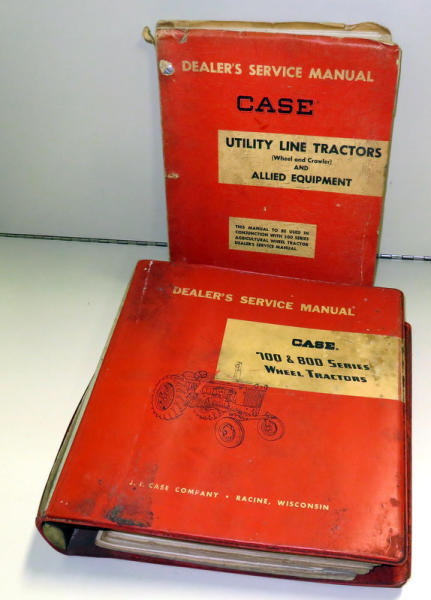 DEALER'S SERVICE MANUAL
CASE
UTILITY LINE TRACTORS
(Wheel and Crawler)
AND
ALLIED EQUIPMENT
THIS MANUAL TO BE USED IN
CONJUNCTION WITH 500 SERIES
AGRICULTURAL WHEEL TRACTOR
DEALER'S SERVICE MANUAL.
DEALER'S SERVICE MANUAL
CASE
700 & 800 SERIES
WHEEL TRACTORS
J. I. CASE COMPANY • RACINE, WISCONSIN